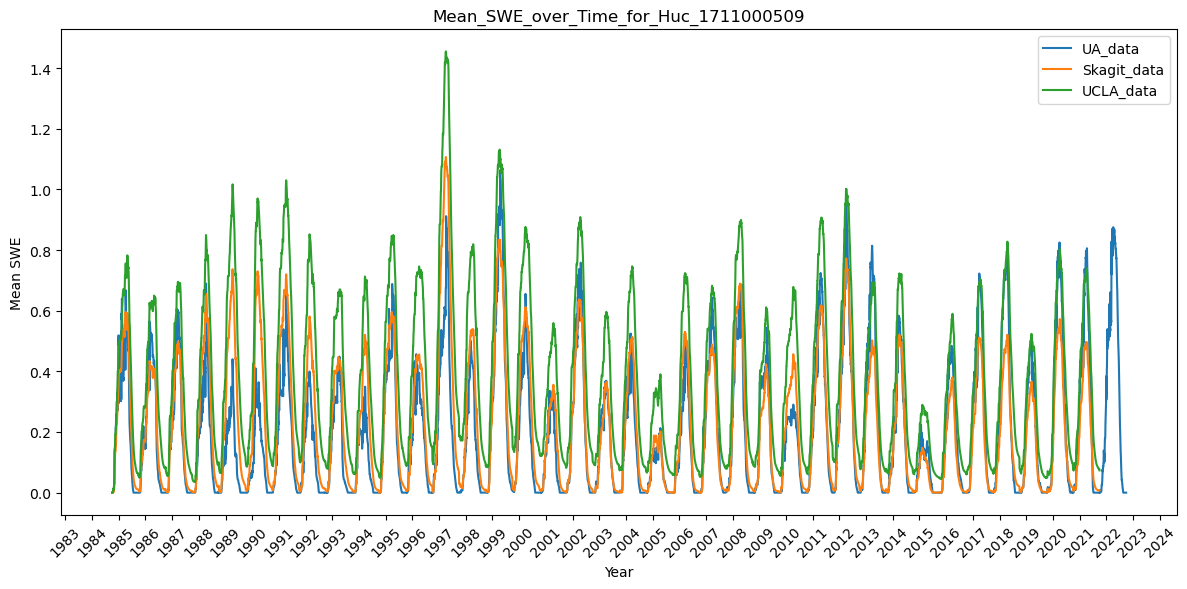 Mean_SWE_over_Time_for_Huc_1711000509
UA_data
Skagit_data
UCLA_data
Mean SWE
1.4
1.2
1.0
0.8
0.6
0.4
0.2
0.0
1983 1984 1985 1986 1987 1988 1989 1990 1991 1992 1993 1994 1995 1996 1997 1998 1999 2000 2001 2002 2003 2004 2005 2006 2007 2008 2009 2010 2011 2012 2013 2014 2015 2016 2017 2018 2019 2020 2021 2022 2023 2024
Year